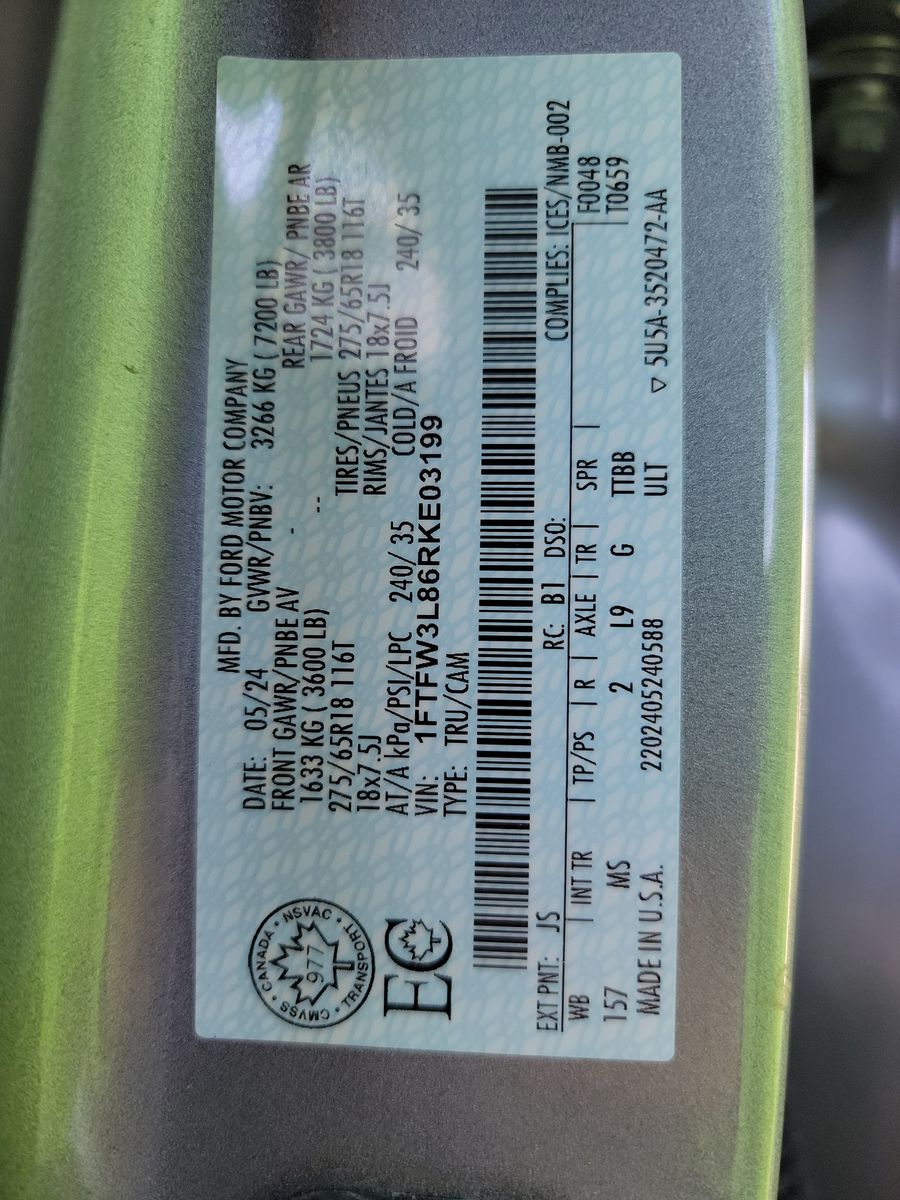 MFD. BY FORD MOTOR COMPANY
DATE: 05/24 GWVR/PNBV: 3266 KG ( 7200 LB)
FRONT GAWR/PNBE AV - REAR GAWR/ PNBE AR
1633 KG ( 3600 LB) -- 1724 KG ( 3800 LB)
275/65R18 116T TIRES/PNEUS 275/65R18 116T
18x7.5J RIMS/JANTES 18x7.5J
AT/A kPa/PSI/LPC 240/ 35 COLD/A FROID 240/ 35
VIN: 1FTFW3L86RKE03199
TYPE: TRU/CAM
CMVSS • CANADA • NSVAC • TRANSPORT •
977
EC
COMPLIES: ICES/NMB-002
EXT PNT: JS RC: B1 DSO: F0048
WB | INT TR | TP/PS | R | AXLE | TR | SPR | T0659
157 MS 2 L9 G TTBB
ULT
MADE IN U.S.A. 220240524058​8 ▽ 5U5A-3520472-AA